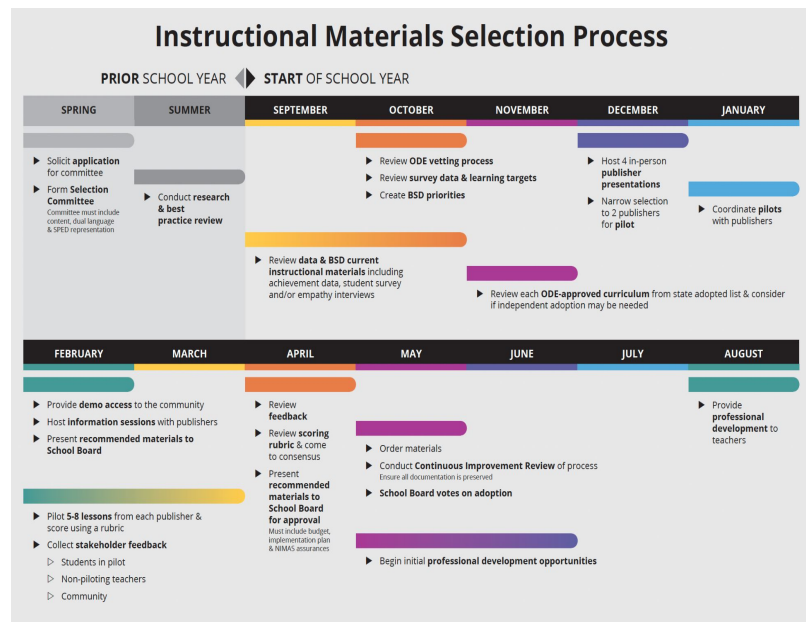 Instructional Materials Selection Process
PRIOR SCHOOL YEAR START OF SCHOOL YEAR
SPRING
SUMMER
SEPTEMBER
OCTOBER
NOVEMBER
DECEMBER
JANUARY
Solicit application
for committee
Form Selection
Committee
Committee must include
content, dual language
& SPED representation
Conduct research
& best
practice review
Review data & BSD current
instructional materials including
achievement data, student survey
and/or empathy interviews
Review ODE vetting process
Review survey data & learning targets
Create BSD priorities
Review each ODE-approved curriculum from state adopted list & consider
if independent adoption may be needed
Host 4 in-person
publisher
presentations
Narrow selection
to 2 publishers
for pilot
Coordinate pilots
with publishers
FEBRUARY
MARCH
APRIL
MAY
JUNE
JULY
AUGUST
Provide demo access to the community
Host information sessions with publishers
Present recommended materials to
School Board
Pilot 5-8 lessons from each publisher &
score using a rubric
Collect stakeholder feedback
Students in pilot
Non-piloting teachers
Community
Review
feedback
Review scoring
rubric & come
to consensus
Present
recommended
materials to
School Board
for approval
Must include budget,
implementation plan
& NIMAS assurances
Order materials
Conduct Continuous Improvement Review of process
Ensure all documentation is preserved
School Board votes on adoption
Begin initial professional development opportunities
Provide
professional
development to
teachers